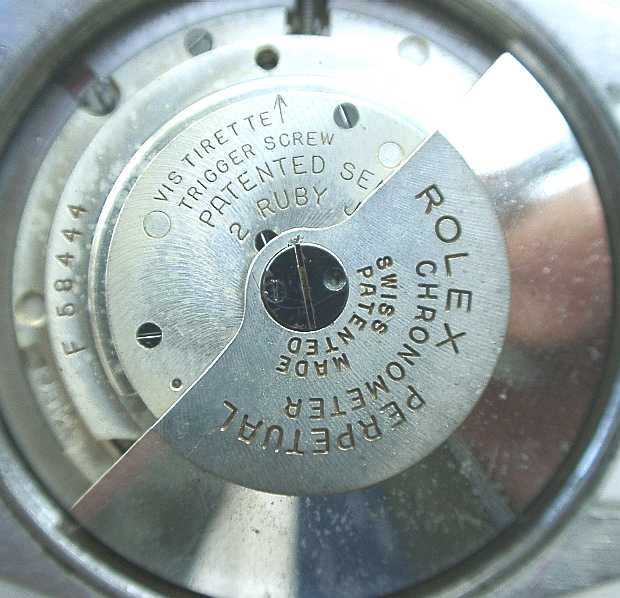 VIS TIRETTE
TRIGGER SCREW
PATENTED
2 RUBY
F 58444
ROLEX PERPETUAL
CHRONOMETER
SWISS MADE
PATENTED